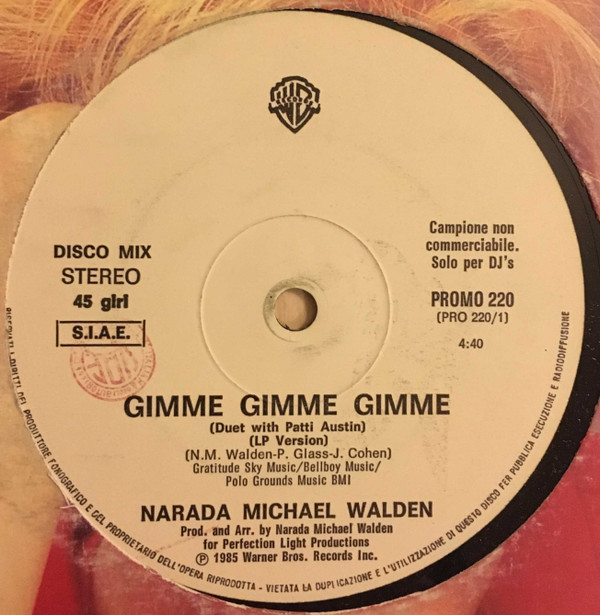 WB
DISCO MIX
STEREO
45 giri
S.I.A.E.
Campione non
commerciabile.
Solo per DJ's
PROMO 220
(PRO 220/1)
4:40
GIMME GIMME GIMME
(Duet with Patti Austin)
(LP Version)
(N.M. Walden-P. Glass-J. Cohen)
Gratitude Sky Music/Bellboy Music/
Polo Grounds Music BMI
NARADA MICHAEL WALDEN
Prod. and Arr. by Narada Michael Walden
for Perfection Light Productions
Ⓟ 1985 Warner Bros. Records Inc.
RISERVATI I DIRITTI DEL PRODUTTORE FONOGRAFICO E DEL PROPRIETARIO DELL'OPERA RIPRODOTTA - VIETATA LA DUPLICAZIONE E L'UTILIZZAZIONE DI QUESTO DISCO PER PUBBLICA ESECUZIONE E RADIODIFFUSIONE